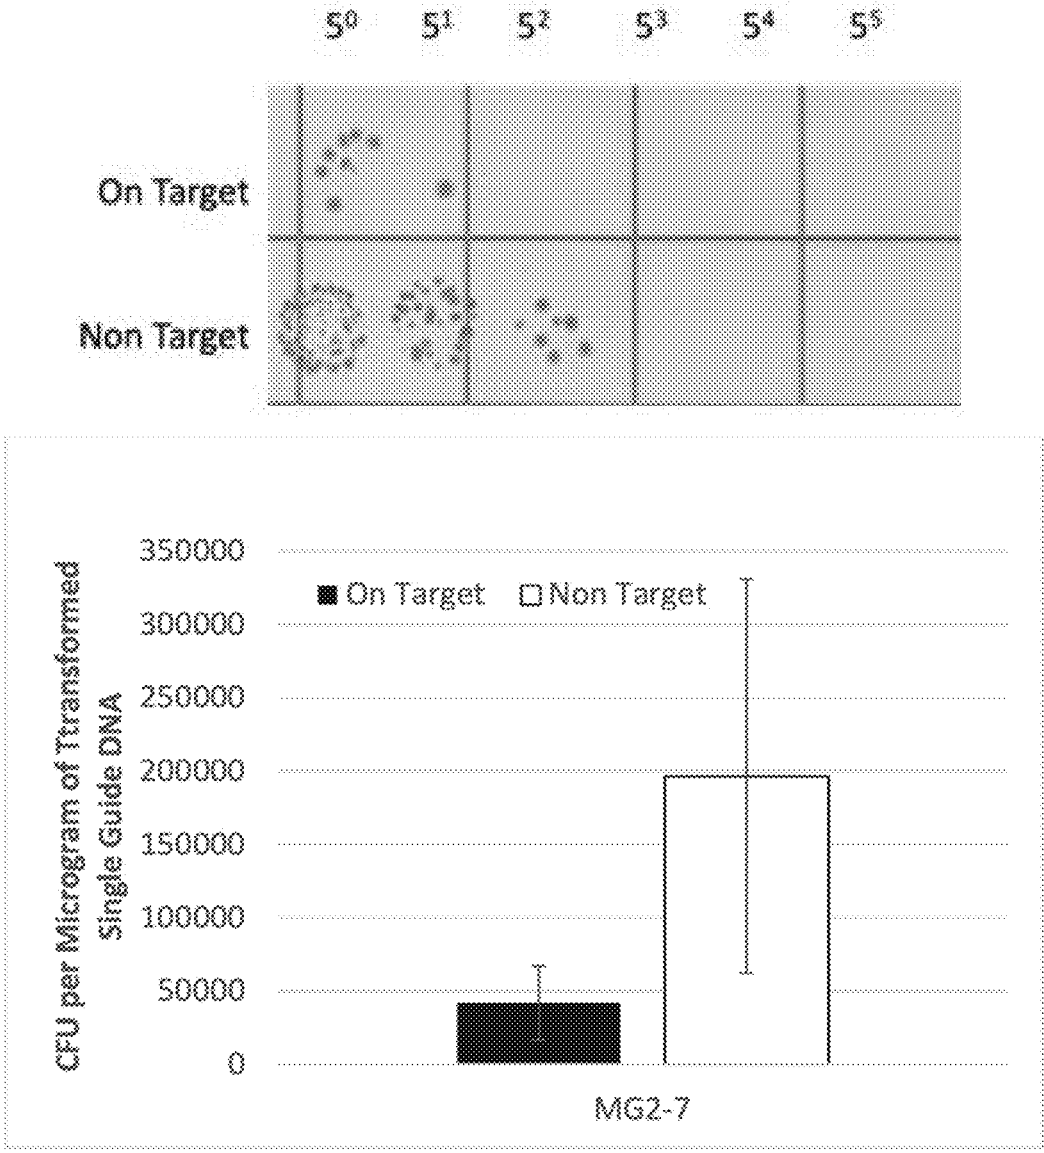 5⁰ 5¹ 5² 5³ 5⁴ 5⁵
On Target
Non Target
CFU per Microgram of Ttransformed
Single Guide DNA
350000
300000
250000
200000
150000
100000
50000
0
On Target Non Target
MG2-7